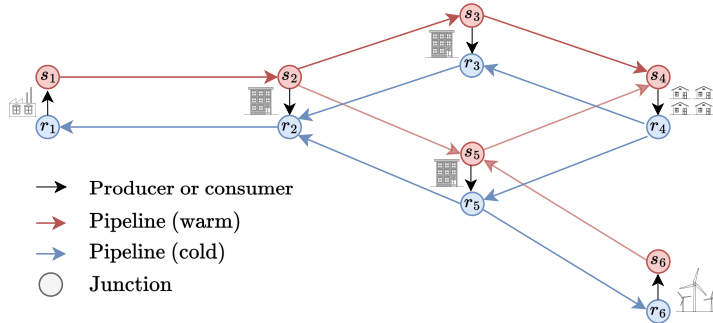 s₃
s₁
s₂
s₄
r₃
r₁
r₂
r₄
s₅
r₅
s₆
r₆
Producer or consumer
Pipeline (warm)
Pipeline (cold)
Junction